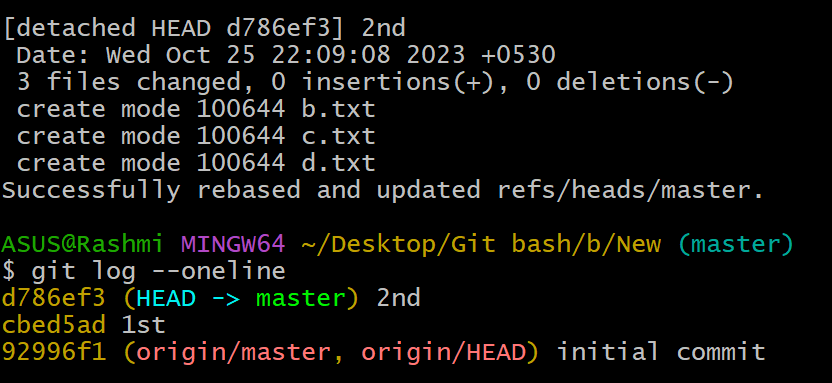 [detached HEAD d786ef3] 2nd
Date: Wed Oct 25 22:09:08 2023 +0530
3 files changed, 0 insertions(+), 0 deletions(-)
create mode 100644 b.txt
create mode 100644 c.txt
create mode 100644 d.txt
Successfully rebased and updated refs/heads/master.
ASUS@Rashmi MINGW64 ~/Desktop/Git bash/b/New (master)
$ git log --oneline
d786ef3 (HEAD -> master) 2nd
cbed5ad 1st
92996f1 (origin/master, origin/HEAD) initial commit